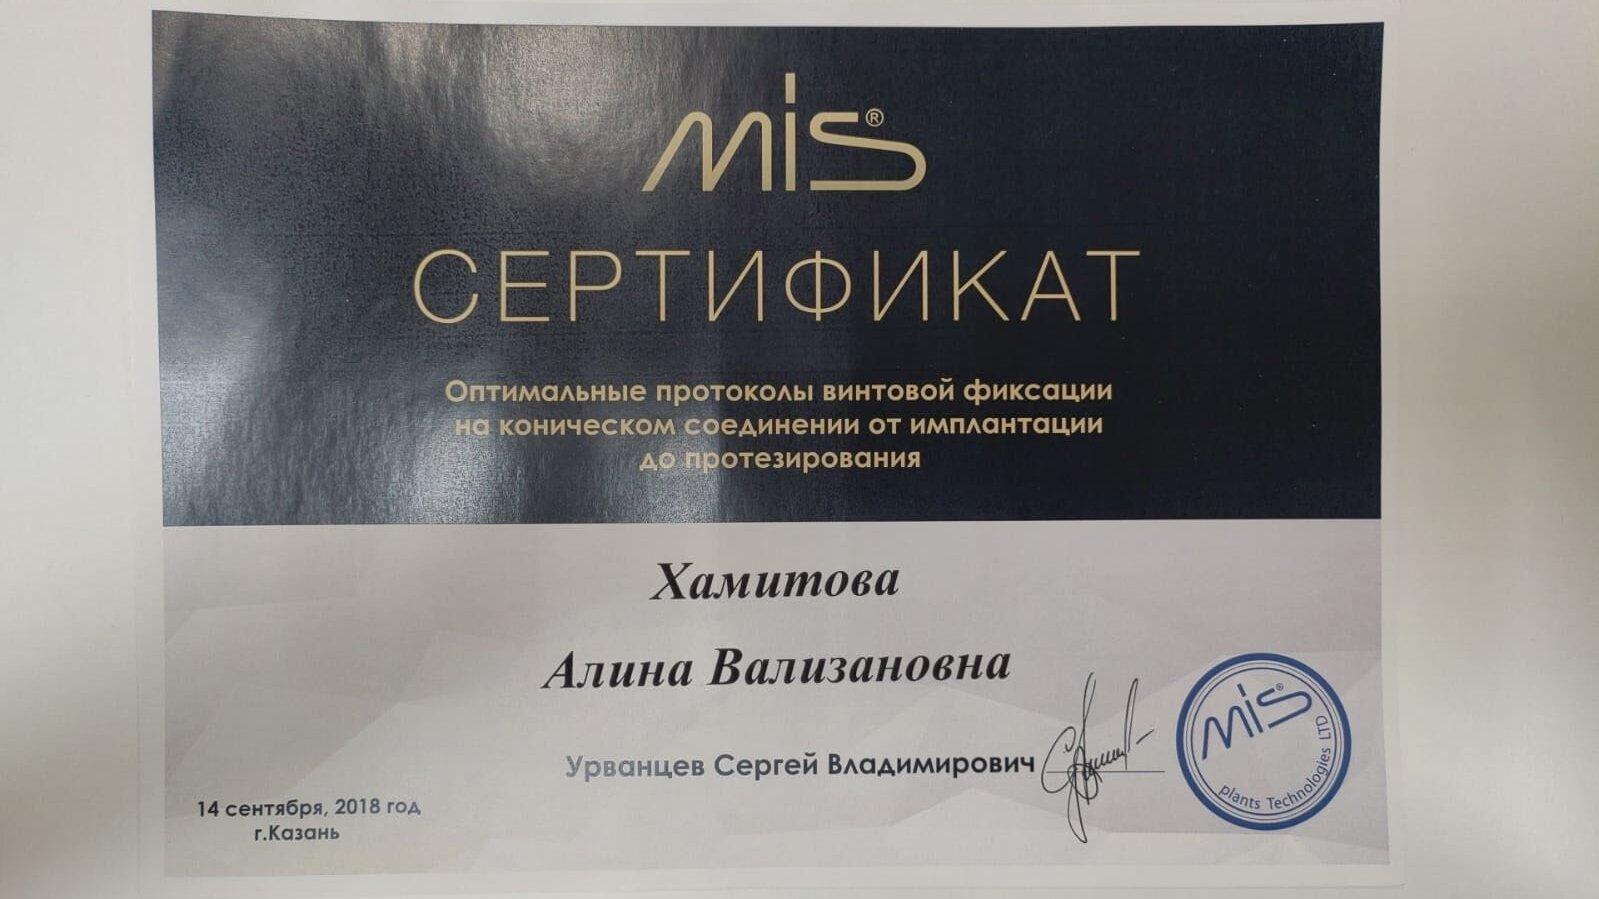 mis®
СЕРТИФИКАТ
Оптимальные протоколы винтовой фиксации
на коническом соединении от имплантации
до протезирования
Хамитова
Алина Вализановна
Урванцев Сергей Владимирович
14 сентября, 2018 год
г.Казань
mis®
plants Technologies LTD